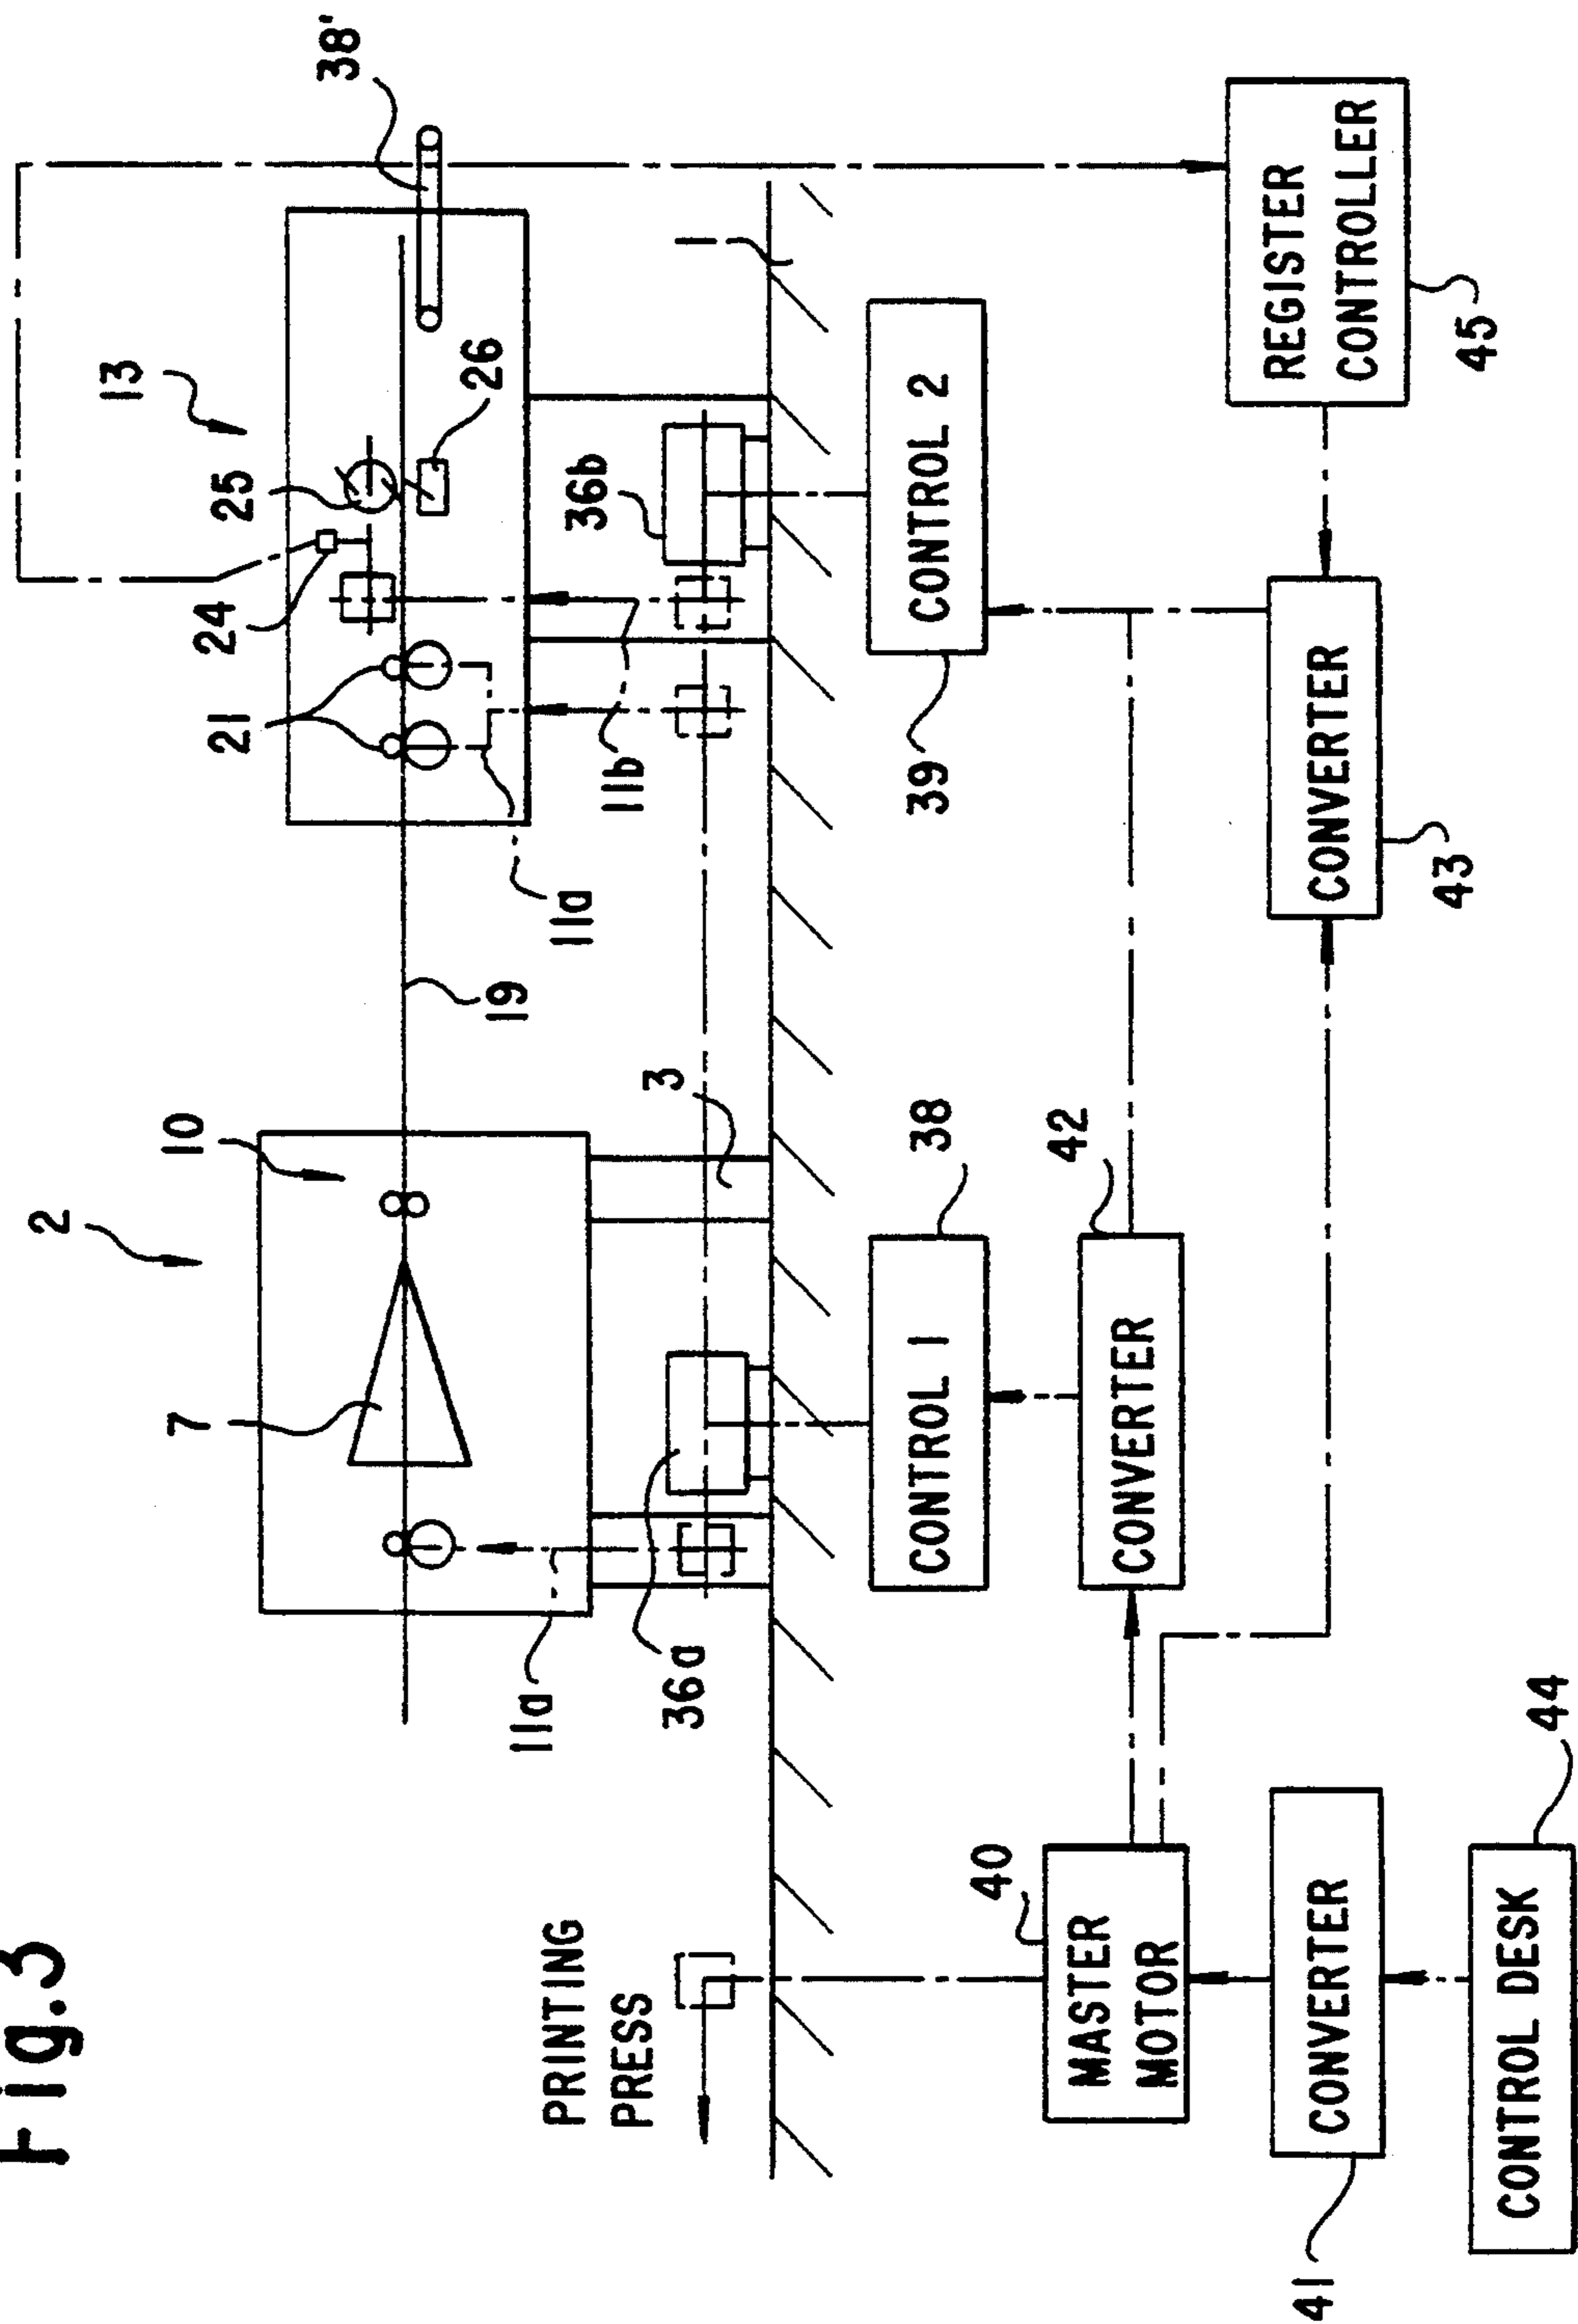 Fig.3
2
10
7
19
13
25
24
21
26
38'
11a
11b
11a
3
36a
36b
1
PRINTING
PRESS
CONTROL 1
38
CONTROL 2
39
40
MASTER
MOTOR
CONVERTER
42
CONVERTER
43
REGISTER
CONTROLLER
45
CONVERTER
41
CONTROL DESK
44